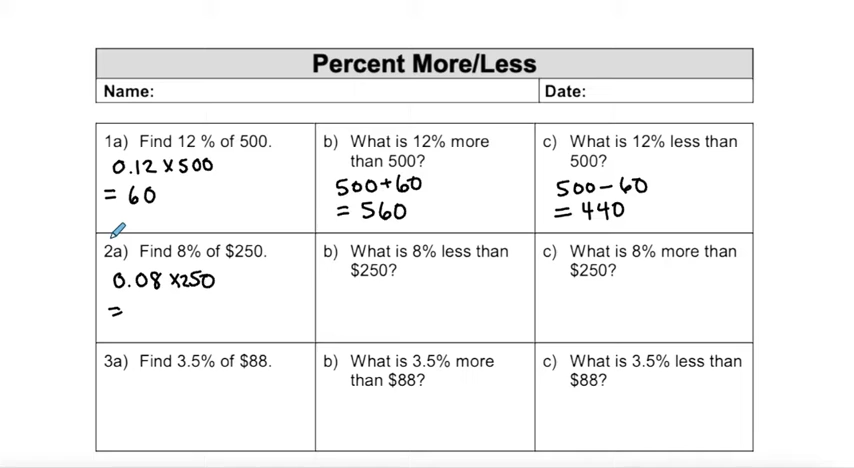 Percent More/Less
Name:
Date:
1a) Find 12 % of 500.
0.12 x 500
= 60
b) What is 12% more
than 500?
500 + 60
= 560
c) What is 12% less than
500?
500 - 60
= 440
2a) Find 8% of $250.
0.08 x 250
=
b) What is 8% less than
$250?
c) What is 8% more than
$250?
3a) Find 3.5% of $88.
b) What is 3.5% more
than $88?
c) What is 3.5% less than
$88?